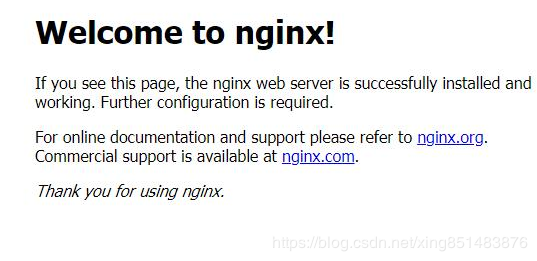 Welcome to nginx!
If you see this page, the nginx web server is successfully installed and
working. Further configuration is required.
For online documentation and support please refer to nginx.org.
Commercial support is available at nginx.com.
Thank you for using nginx.
https://blog.csdn.net/xing851483876